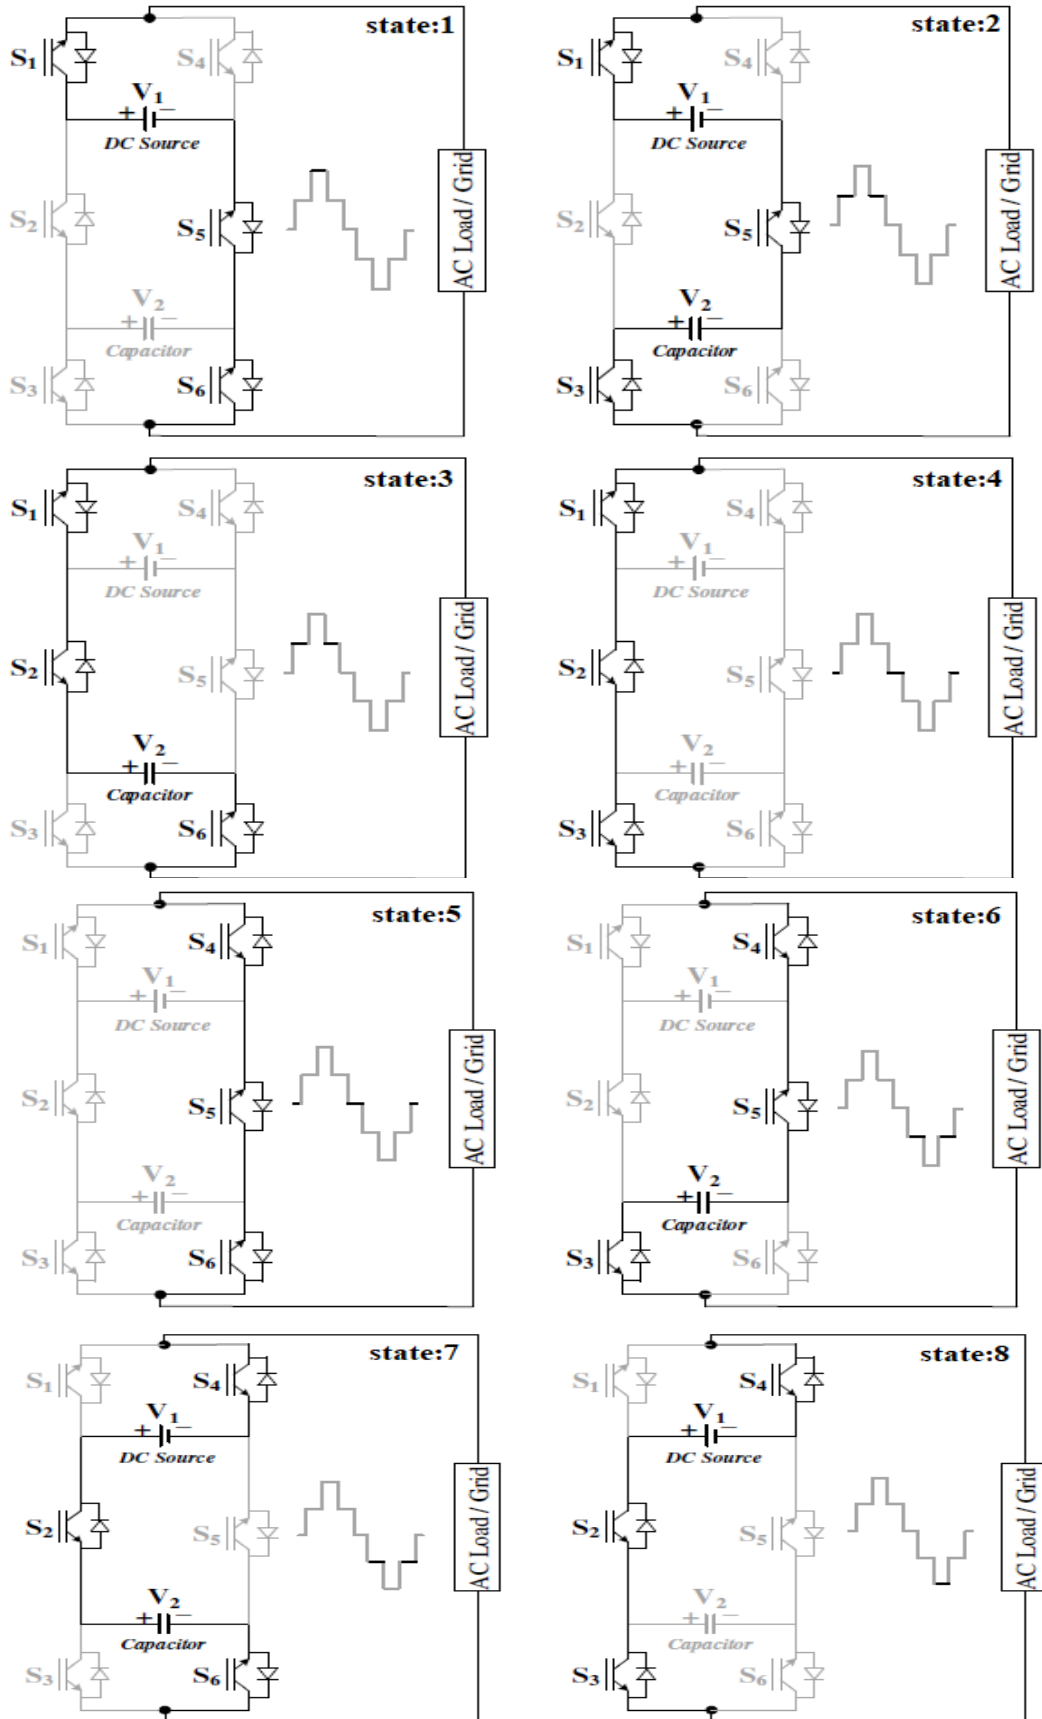 state:1
S1
S4
V1
+ −
DC Source
S2
S5
V2
+ −
Capacitor
S3
S6
AC Load / Grid
state:2
S1
S4
V1
+ −
DC Source
S2
S5
V2
+ −
Capacitor
S3
S6
AC Load / Grid
state:3
S1
S4
V1
+ −
DC Source
S2
S5
V2
+ −
Capacitor
S3
S6
AC Load / Grid
state:4
S1
S4
V1
+ −
DC Source
S2
S5
V2
+ −
Capacitor
S3
S6
AC Load / Grid
state:5
S1
S4
V1
+ −
DC Source
S2
S5
V2
+ −
Capacitor
S3
S6
AC Load / Grid
state:6
S1
S4
V1
+ −
DC Source
S2
S5
V2
+ −
Capacitor
S3
S6
AC Load / Grid
state:7
S1
S4
V1
+ −
DC Source
S2
S5
V2
+ −
Capacitor
S3
S6
AC Load / Grid
state:8
S1
S4
V1
+ −
DC Source
S2
S5
V2
+ −
Capacitor
S3
S6
AC Load / Grid